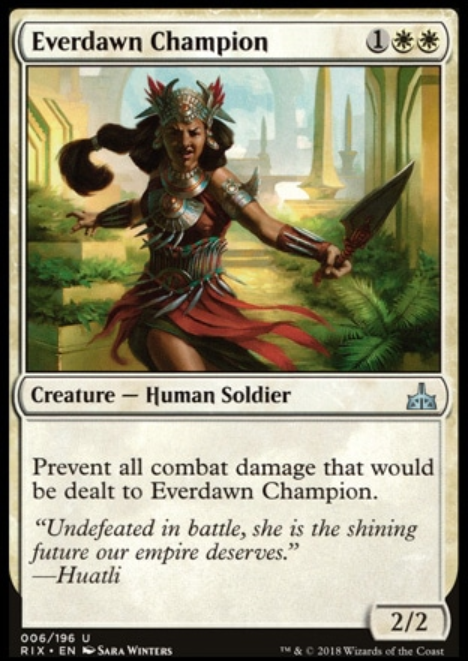 Everdawn Champion 1
Creature — Human Soldier
Prevent all combat damage that would
be dealt to Everdawn Champion.
“Undefeated in battle, she is the shining
future our empire deserves.”
—Huatli
2/2
006/196 U
RIX • EN SARA WINTERS
™ & © 2018 Wizards of the Coast